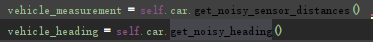 vehicle_measurement = self.car.get_noisy_sensor_distances()
vehicle_heading = self.car.get_noisy_heading()